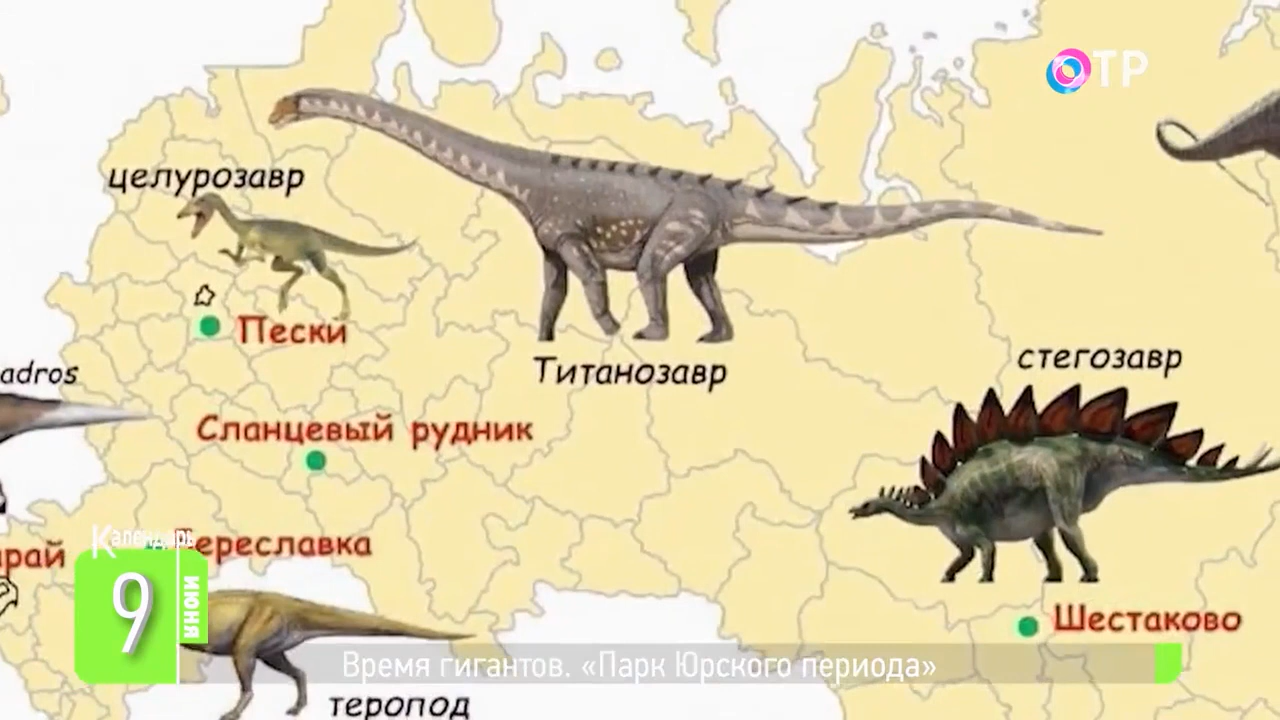 ОТР
целурозавр
Пески
Титанозавр
стегозавр
adros
Сланцевый рудник
Календарь
ереславка
арай
9
июня
Шестаково
Время гигантов. «Парк Юрского периода»
теропод